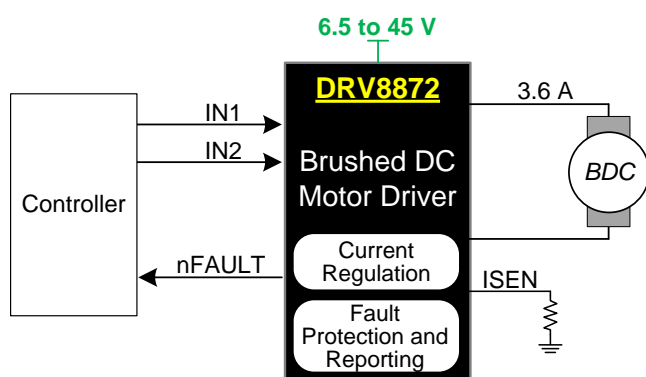 6.5 to 45 V
DRV8872
3.6 A
IN1
IN2
Brushed DC
Motor Driver
BDC
Controller
nFAULT
Current
Regulation
ISEN
Fault
Protection and
Reporting